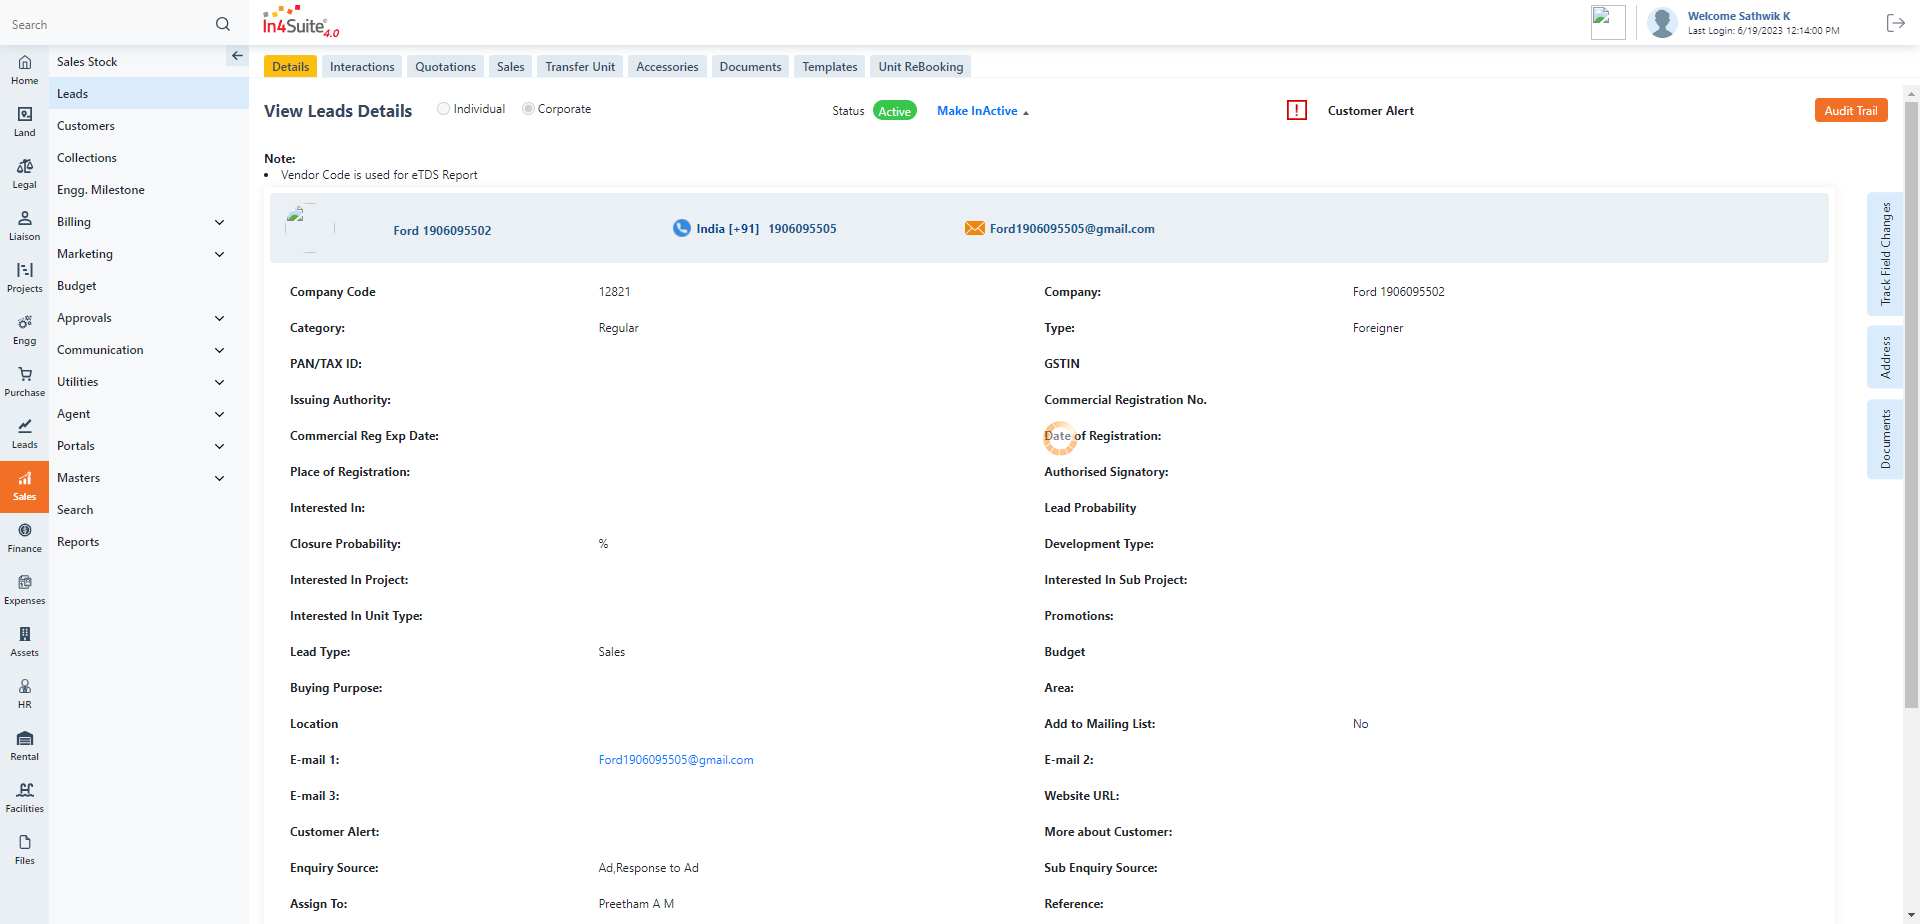 Search
In4Suite® 4.0
Welcome Sathwik K
Last Login: 6/19/2023 12:14:00 PM
Home
Land
Legal
Liaison
Projects
Engg
Purchase
Leads
Sales
Finance
Expenses
Assets
HR
Rental
Facilities
Files
Sales Stock
Leads
Customers
Collections
Engg. Milestone
Billing
Marketing
Budget
Approvals
Communication
Utilities
Agent
Portals
Masters
Search
Reports
Details Interactions Quotations Sales Transfer Unit Accessories Documents Templates Unit ReBooking
View Leads Details Individual Corporate Status Active Make InActive Customer Alert Audit Trail
Note:
• Vendor Code is used for eTDS Report
Ford 1906095502 India [+91] 1906095505 Ford1906095505@gmail.com
Company Code 12821 Company: Ford 1906095502
Category: Regular Type: Foreigner
PAN/TAX ID: GSTIN
Issuing Authority: Commercial Registration No.
Commercial Reg Exp Date: Date of Registration:
Place of Registration: Authorised Signatory:
Interested In: Lead Probability
Closure Probability: % Development Type:
Interested In Project: Interested In Sub Project:
Interested In Unit Type: Promotions:
Lead Type: Sales Budget
Buying Purpose: Area:
Location Add to Mailing List: No
E-mail 1: Ford1906095505@gmail.com E-mail 2:
E-mail 3: Website URL:
Customer Alert: More about Customer:
Enquiry Source: Ad,Response to Ad Sub Enquiry Source:
Assign To: Preetham A M Reference:
Track Field Changes
Address
Documents